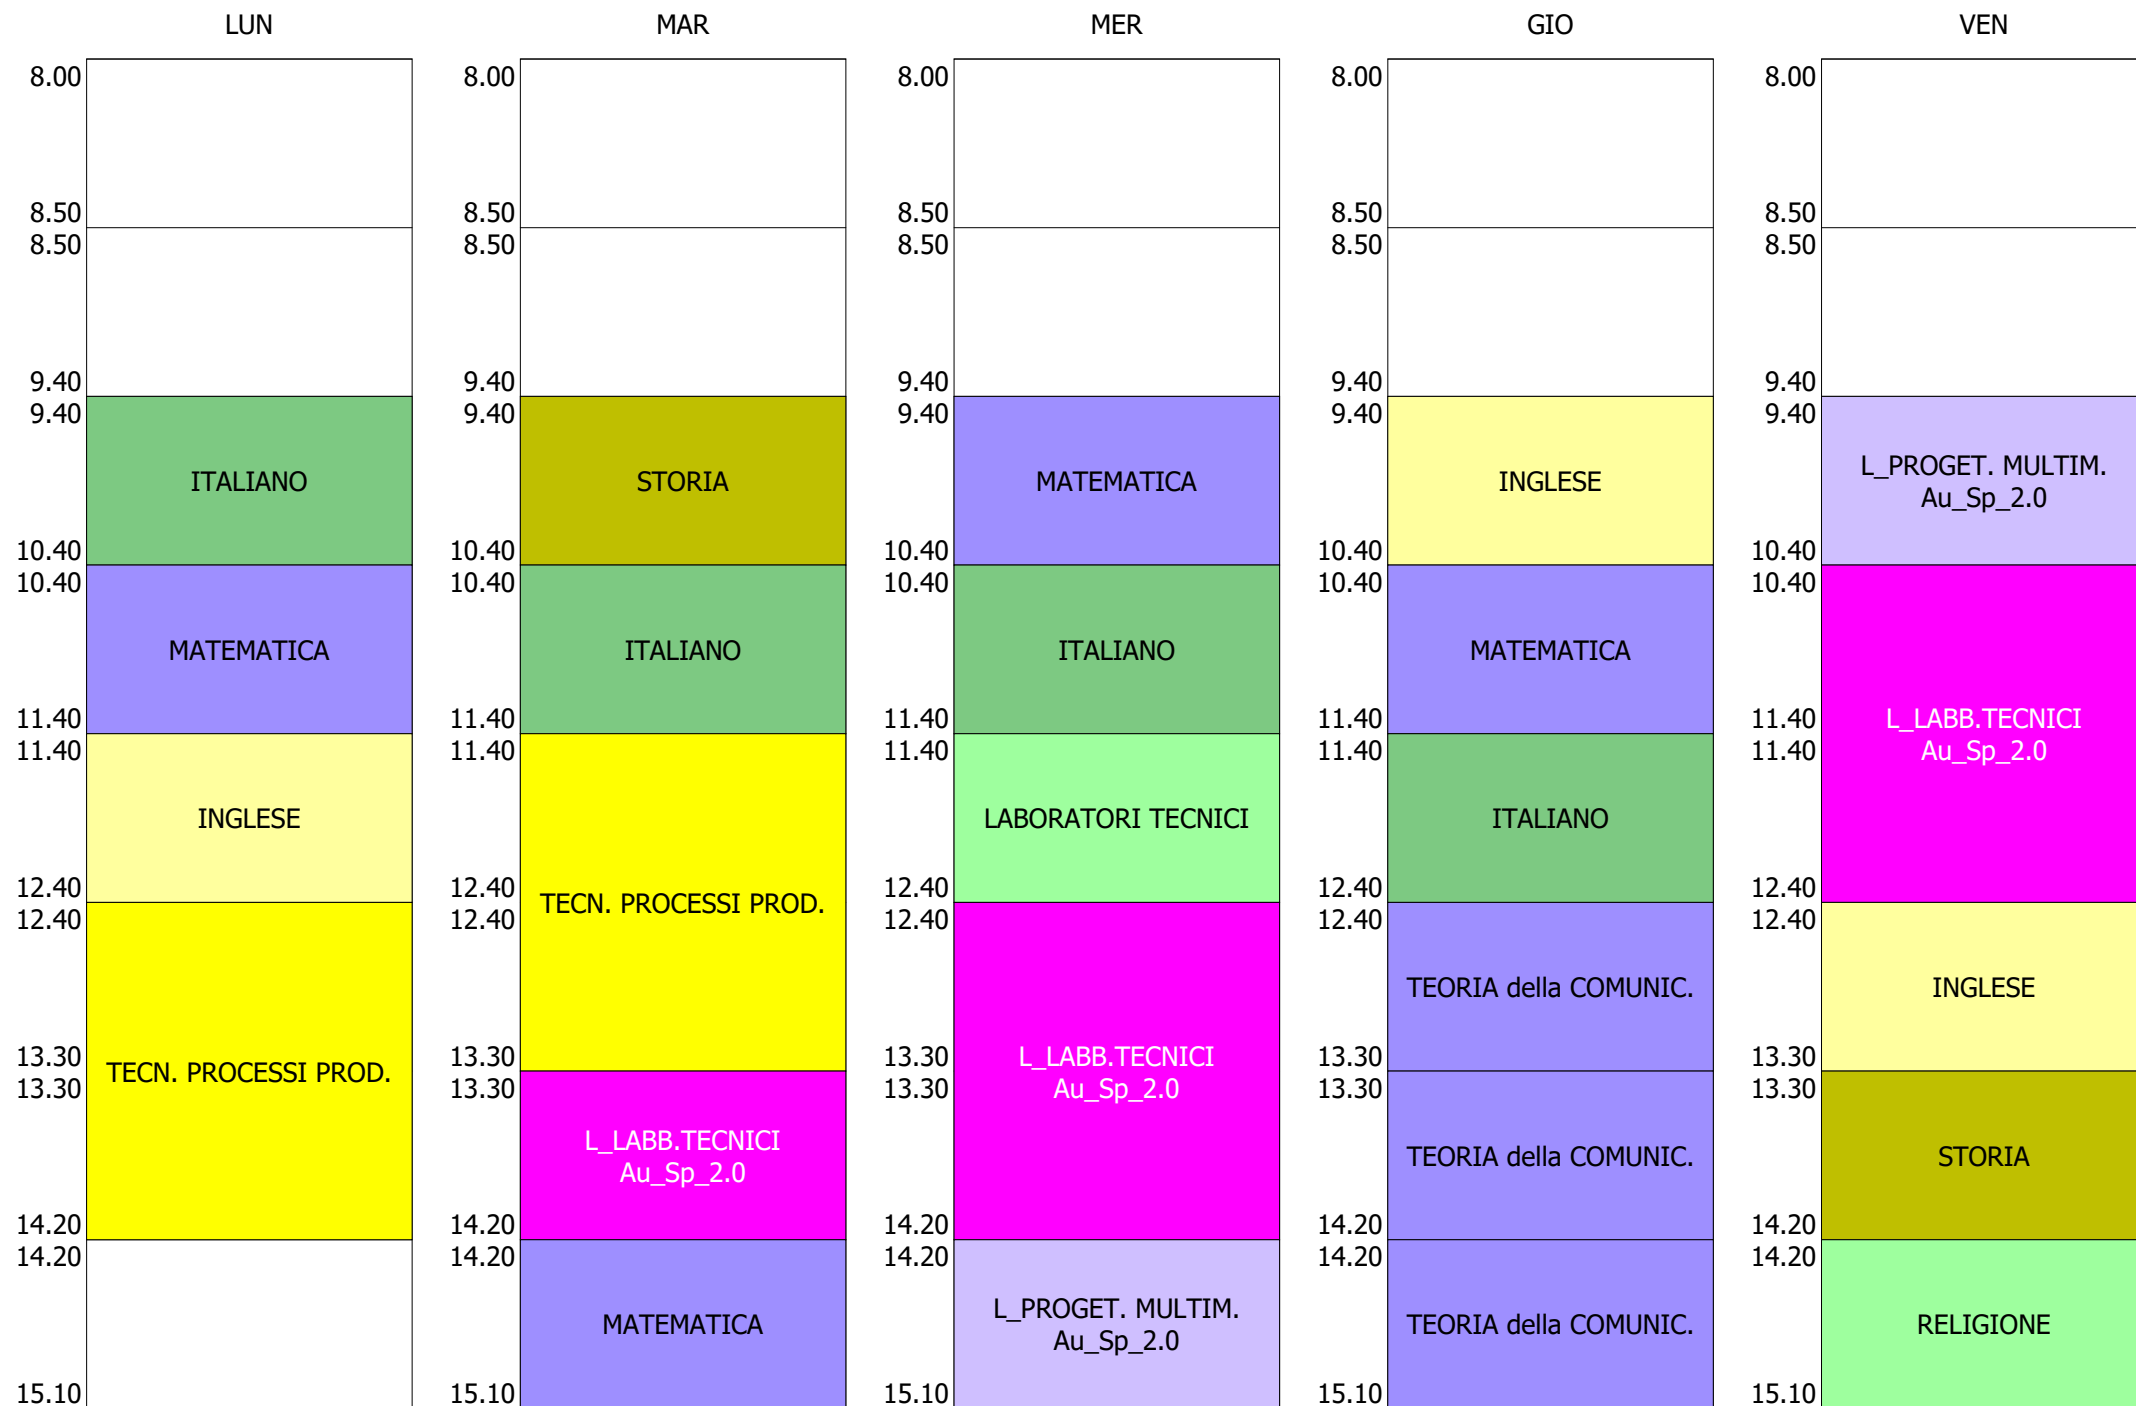 LUN
8.00
8.50
8.50
9.40
9.40
ITALIANO
10.40
10.40
MATEMATICA
11.40
11.40
INGLESE
12.40
12.40
TECN. PROCESSI PROD.
13.30
13.30
14.20
14.20
15.10
MAR
8.00
8.50
8.50
9.40
9.40
STORIA
10.40
10.40
ITALIANO
11.40
11.40
TECN. PROCESSI PROD.
12.40
12.40
13.30
13.30
L_LABB.TECNICI
Au_Sp_2.0
14.20
14.20
MATEMATICA
15.10
MER
8.00
8.50
8.50
9.40
9.40
MATEMATICA
10.40
10.40
ITALIANO
11.40
11.40
LABORATORI TECNICI
12.40
12.40
L_LABB.TECNICI
Au_Sp_2.0
13.30
13.30
14.20
14.20
L_PROGET. MULTIM.
Au_Sp_2.0
15.10
GIO
8.00
8.50
8.50
9.40
9.40
INGLESE
10.40
10.40
MATEMATICA
11.40
11.40
ITALIANO
12.40
12.40
TEORIA della COMUNIC.
13.30
13.30
TEORIA della COMUNIC.
14.20
14.20
TEORIA della COMUNIC.
15.10
VEN
8.00
8.50
8.50
9.40
9.40
L_PROGET. MULTIM.
Au_Sp_2.0
10.40
10.40
L_LABB.TECNICI
Au_Sp_2.0
11.40
11.40
12.40
12.40
INGLESE
13.30
13.30
STORIA
14.20
14.20
RELIGIONE
15.10